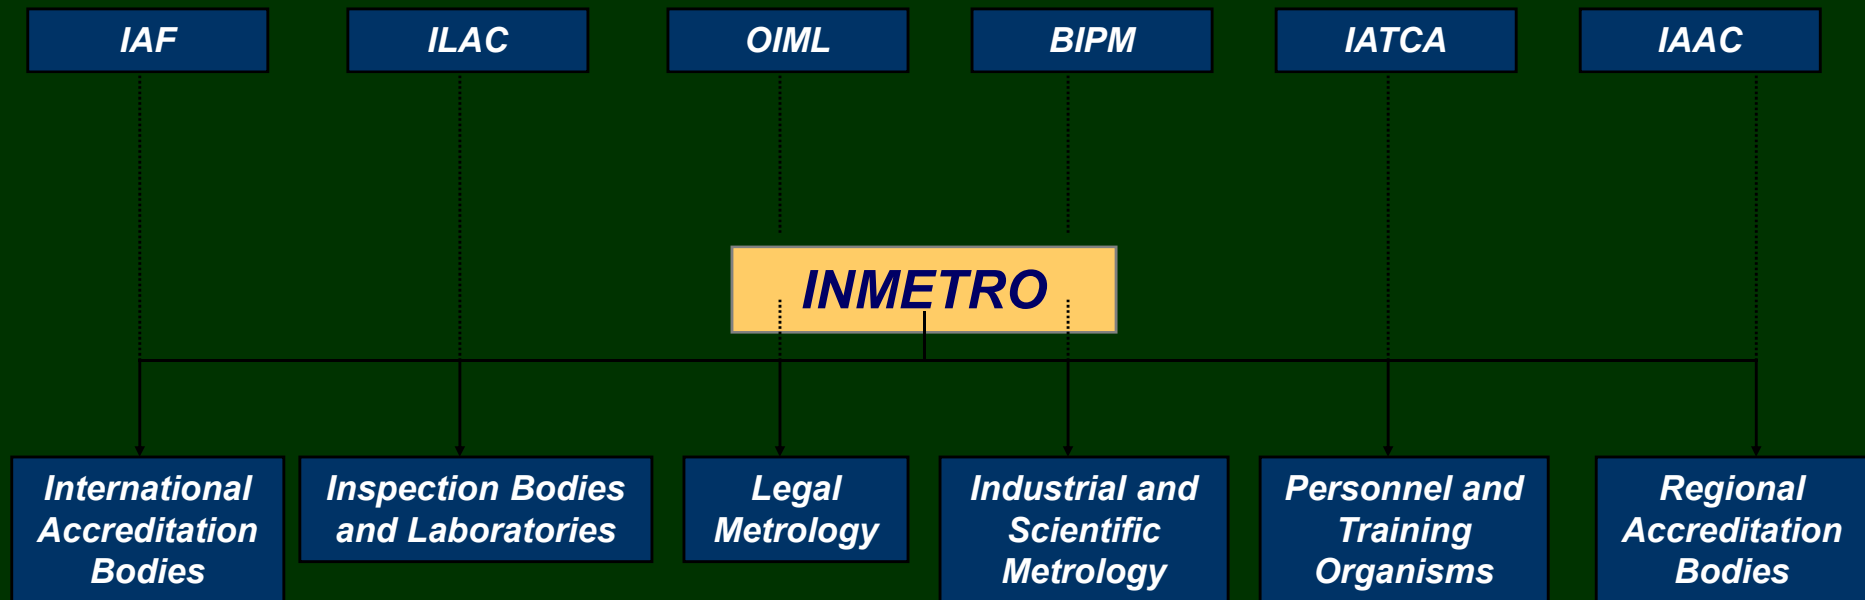 IAF
ILAC
OIML
BIPM
IATCA
IAAC
INMETRO
International
Accreditation
Bodies
Inspection Bodies
and Laboratories
Legal
Metrology
Industrial and
Scientific
Metrology
Personnel and
Training
Organisms
Regional
Accreditation
Bodies